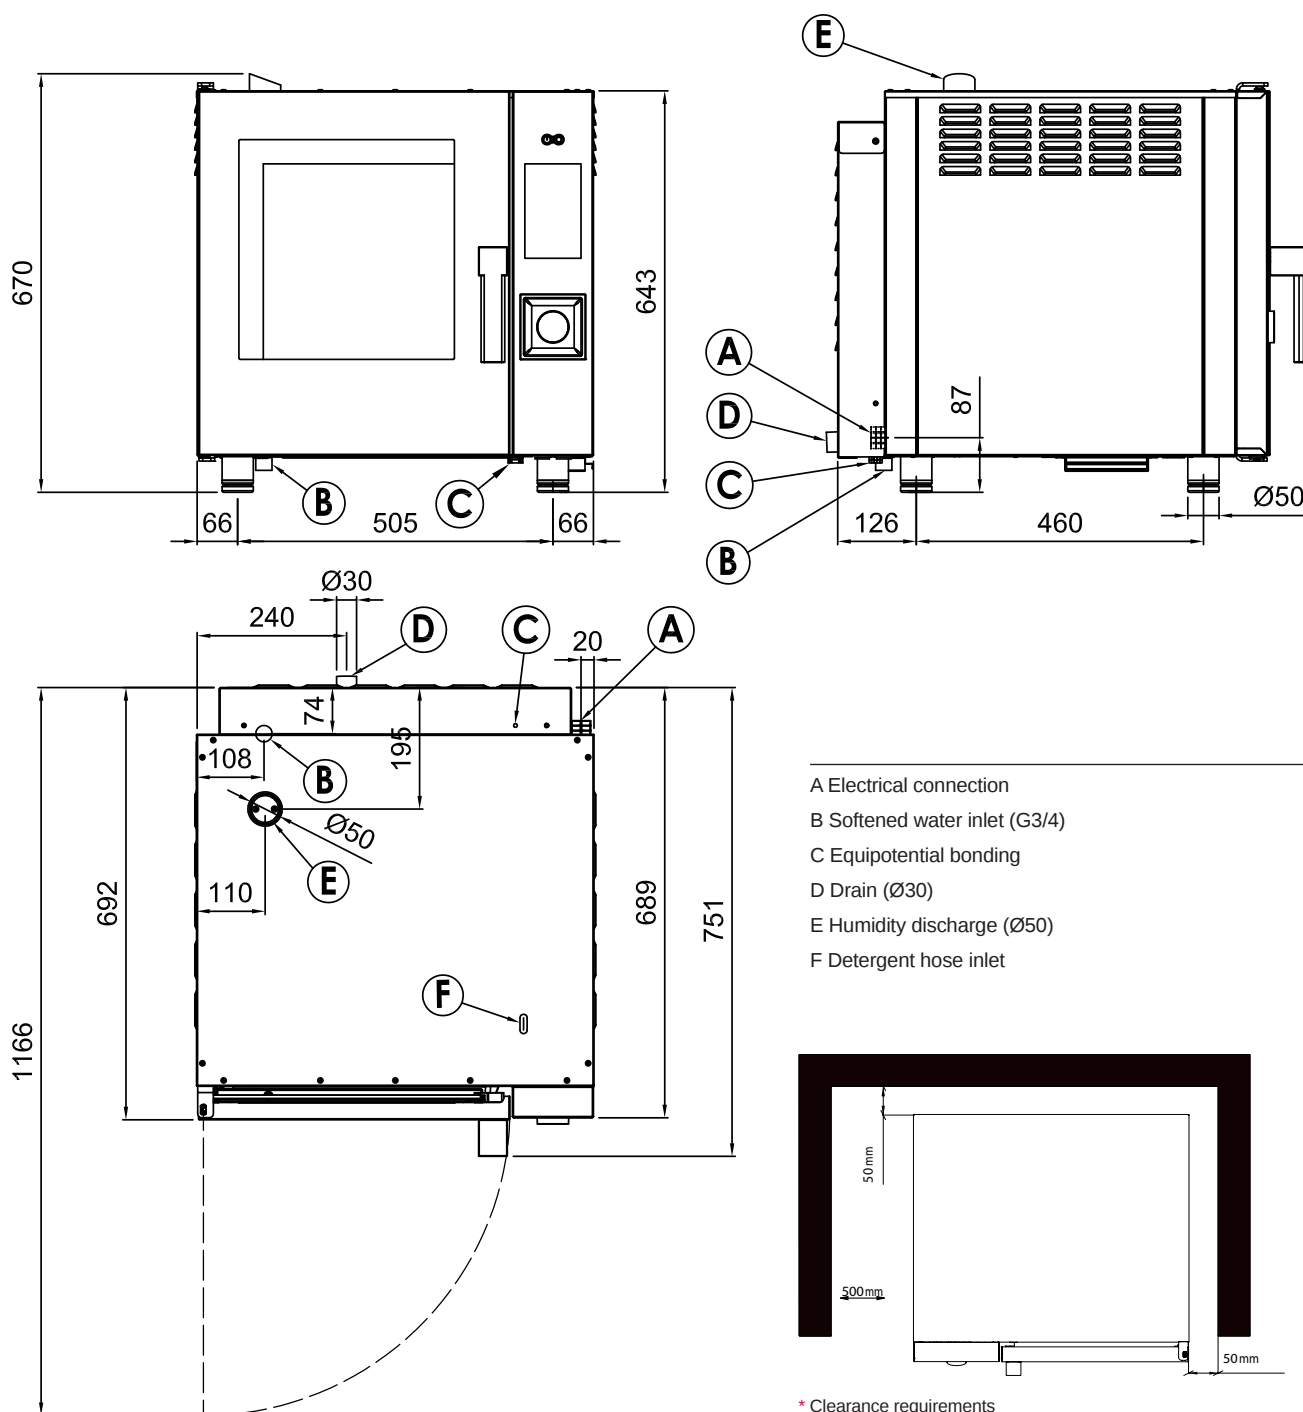 E
670
643
A
87
D
C
B
C
B
66
505
66
126
460
Ø50
Ø30
240
D
C
A
20
74
195
108
B
Ø50
E
110
692
689
751
F
1166
A Electrical connection
B Softened water inlet (G3/4)
C Equipotential bonding
D Drain (Ø30)
E Humidity discharge (Ø50)
F Detergent hose inlet
50mm
500mm
50mm
* Clearance requirements